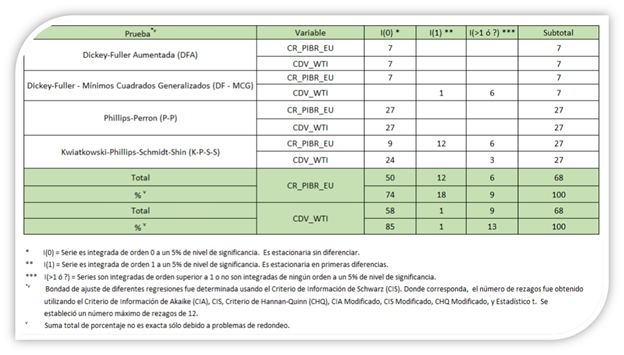 Prueba*ᵛ Variable I(0) * I(1) ** I(>1 ó ?) *** Subtotal
Dickey-Fuller Aumentada (DFA) CR_PIBR_EU 7 7
CDV_WTI 7 7
Dickey-Fuller - Mínimos Cuadrados Generalizados (DF - MCG) CR_PIBR_EU 7 7
CDV_WTI 1 6 7
Phillips-Perron (P-P) CR_PIBR_EU 27 27
CDV_WTI 27 27
Kwiatkowski-Phillips-Schmidt-Shin (K-P-S-S) CR_PIBR_EU 9 12 6 27
CDV_WTI 24 3 27
Total CR_PIBR_EU 50 12 6 68
% ᵛ 74 18 9 100
Total CDV_WTI 58 1 9 68
% ᵛ 85 1 13 100
* I(0) = Serie es integrada de orden 0 a un 5% de nivel de significancia. Es estacionaria sin diferenciar.
** I(1) = Serie es integrada de orden 1 a un 5% de nivel de significancia. Es estacionaria en primeras diferencias.
*** I(>1 ó ?) = Series son integradas de orden superior a 1 o no son integradas de ningún orden a un 5% de nivel de significancia.
*ᵛ Bondad de ajuste de diferentes regresiones fue determinada usando el Criterio de Información de Schwarz (CIS). Donde corresponda, el número de rezagos fue obtenido
utilizando el Criterio de Información de Akaike (CIA), CIS, Criterio de Hannan-Quinn (CHQ), CIA Modificado, CIS Modificado, CHQ Modificado, y Estadístico t. Se
estableció un número máximo de rezagos de 12.
ᵛ Suma total de porcentaje no es exacta sólo debido a problemas de redondeo.